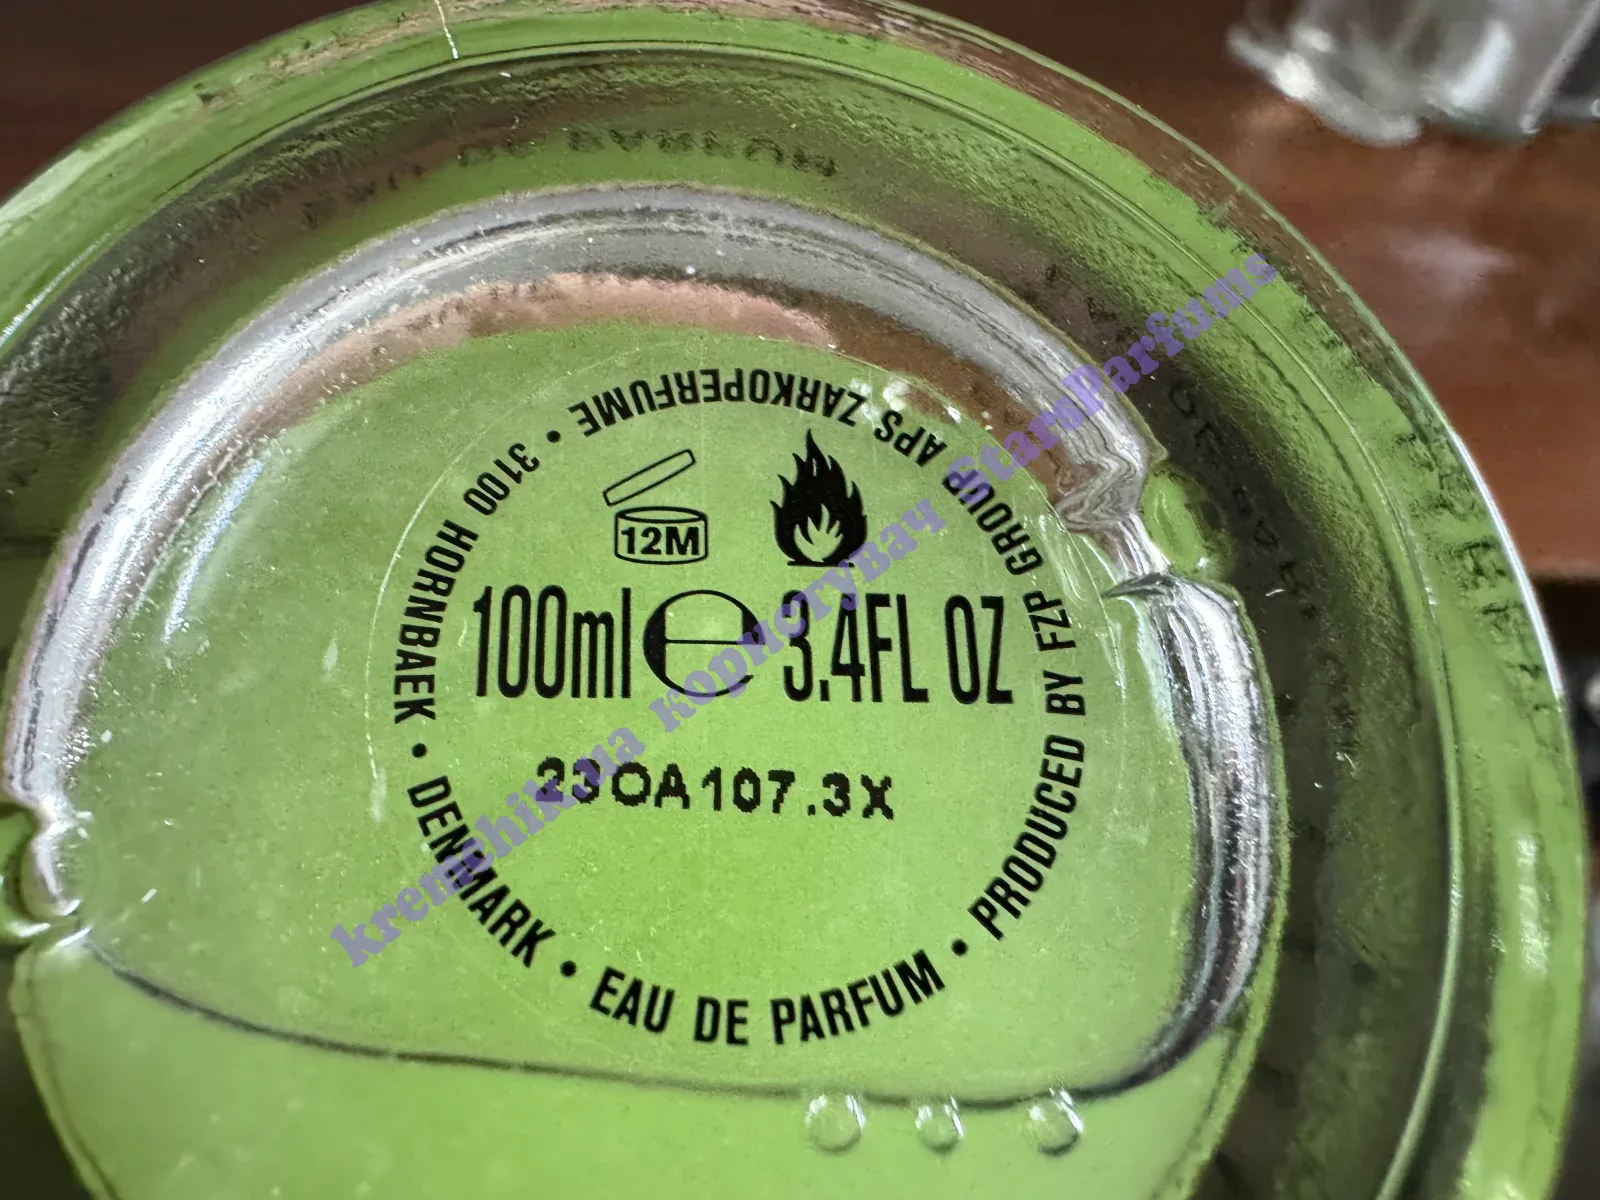 PRODUCED BY FZP GROUP APS ZARKOPERFUME • 3100 HORNBAEK • DENMARK • EAU DE PARFUM •
12M
100ml e 3.4FL OZ
23OA107.3X
kremchik.ua користувач StarsParfums